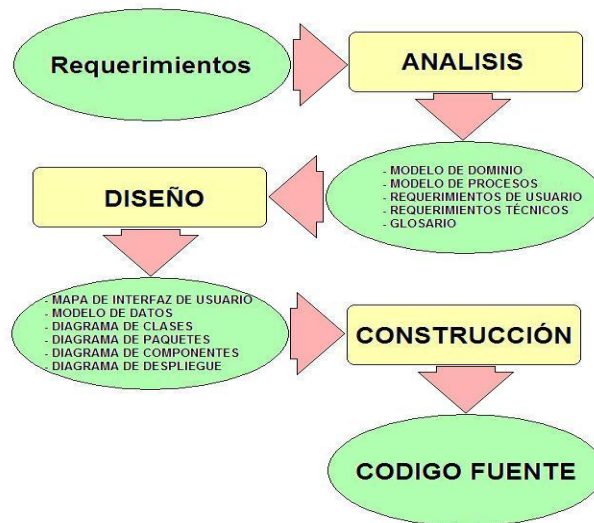 Requerimientos
ANALISIS
- MODELO DE DOMINIO
- MODELO DE PROCESOS
- REQUERIMIENTOS DE USUARIO
- REQUERIMIENTOS TÉCNICOS
- GLOSARIO
DISEÑO
- MAPA DE INTERFAZ DE USUARIO
- MODELO DE DATOS
- DIAGRAMA DE CLASES
- DIAGRAMA DE PAQUETES
- DIAGRAMA DE COMPONENTES
- DIAGRAMA DE DESPLIEGUE
CONSTRUCCIÓN
CODIGO FUENTE